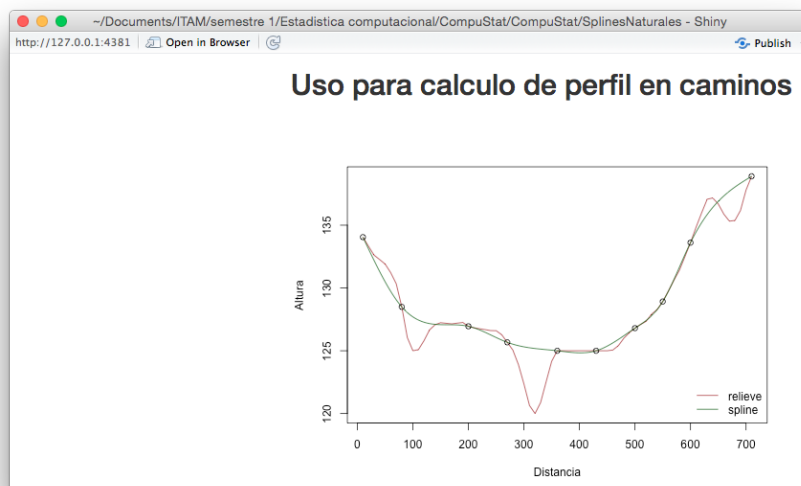 ~/Documents/ITAM/semestre 1/Estadistica computacional/CompuStat/CompuStat/SplinesNaturales - Shiny
http://127.0.0.1:4381 Open in Browser Publish
Uso para calculo de perfil en caminos
Altura
135
130
125
120
relieve
spline
0 100 200 300 400 500 600 700
Distancia